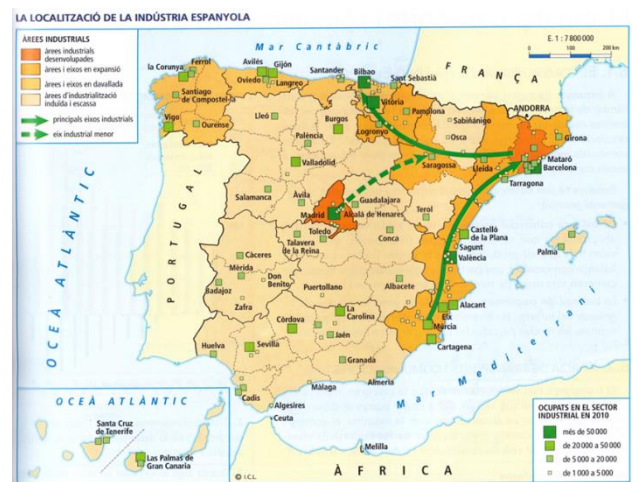 LA LOCALITZACIÓ DE LA INDÚSTRIA ESPANYOLA
ÀREES INDUSTRIALS
àrees industrials
desenvolupades
àrees i eixos en expansió
àrees i eixos en davallada
àrees d'industrialització
induïda i escassa
principals eixos industrials
eix industrial menor
E. 1 : 7 800 000
0 100 200 km
Mar Cantàbric
FRANÇA
ANDORRA
OCEÀ ATLÀNTIC
PORTUGAL
Mar Mediterrani
ÀFRICA
la Corunya
Ferrol
Avilés
Gijón
Oviedo
Langreo
Santander
Bilbao
Sant Sebastià
Santiago
de Compostel·la
Vigo
Ourense
Lleó
Burgos
Vitòria
Pamplona
Logronyo
Sabiñánigo
Osca
Girona
Palència
Valladolid
Saragossa
Lleida
Mataró
Barcelona
Tarragona
Salamanca
Àvila
Guadalajara
Madrid
Alcalá de Henares
Terol
Toledo
Talavera
de la Reina
Conca
Castelló
de la Plana
Sagunt
València
Palma
Cáceres
Mérida
Badajoz
Don
Benito
Zafra
Puertollano
Albacete
Alacant
Elx
Múrcia
Cartagena
Còrdova
La
Carolina
Jaén
Huelva
Sevilla
Granada
Almeria
Málaga
Cadis
Algesires
Ceuta
Melilla
OCEÀ ATLÀNTIC
Santa Cruz
de Tenerife
Las Palmas de
Gran Canaria
© I.C.L.
OCUPATS EN EL SECTOR
INDUSTRIAL EN 2010
més de 50 000
de 20 000 a 50 000
de 5 000 a 20 000
de 1 000 a 5 000